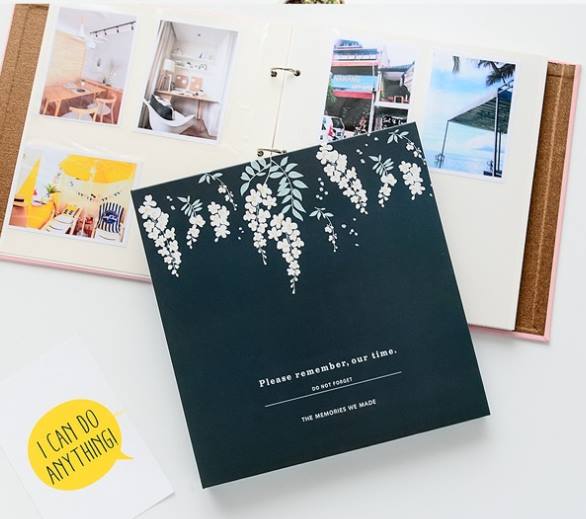 Please remember, our time.
DO NOT FORGET
THE MEMORIES WE MADE
I CAN DO
ANYTHING!